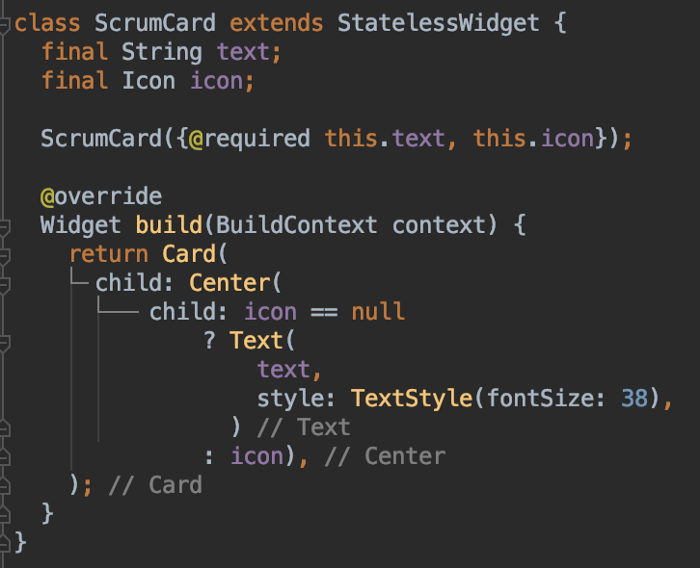 class ScrumCard extends StatelessWidget {
  final String text;
  final Icon icon;

  ScrumCard({@required this.text, this.icon});

  @override
  Widget build(BuildContext context) {
    return Card(
      child: Center(
          child: icon == null
              ? Text(
                  text,
                  style: TextStyle(fontSize: 38),
                ) // Text
              : icon), // Center
    ); // Card
  }
}